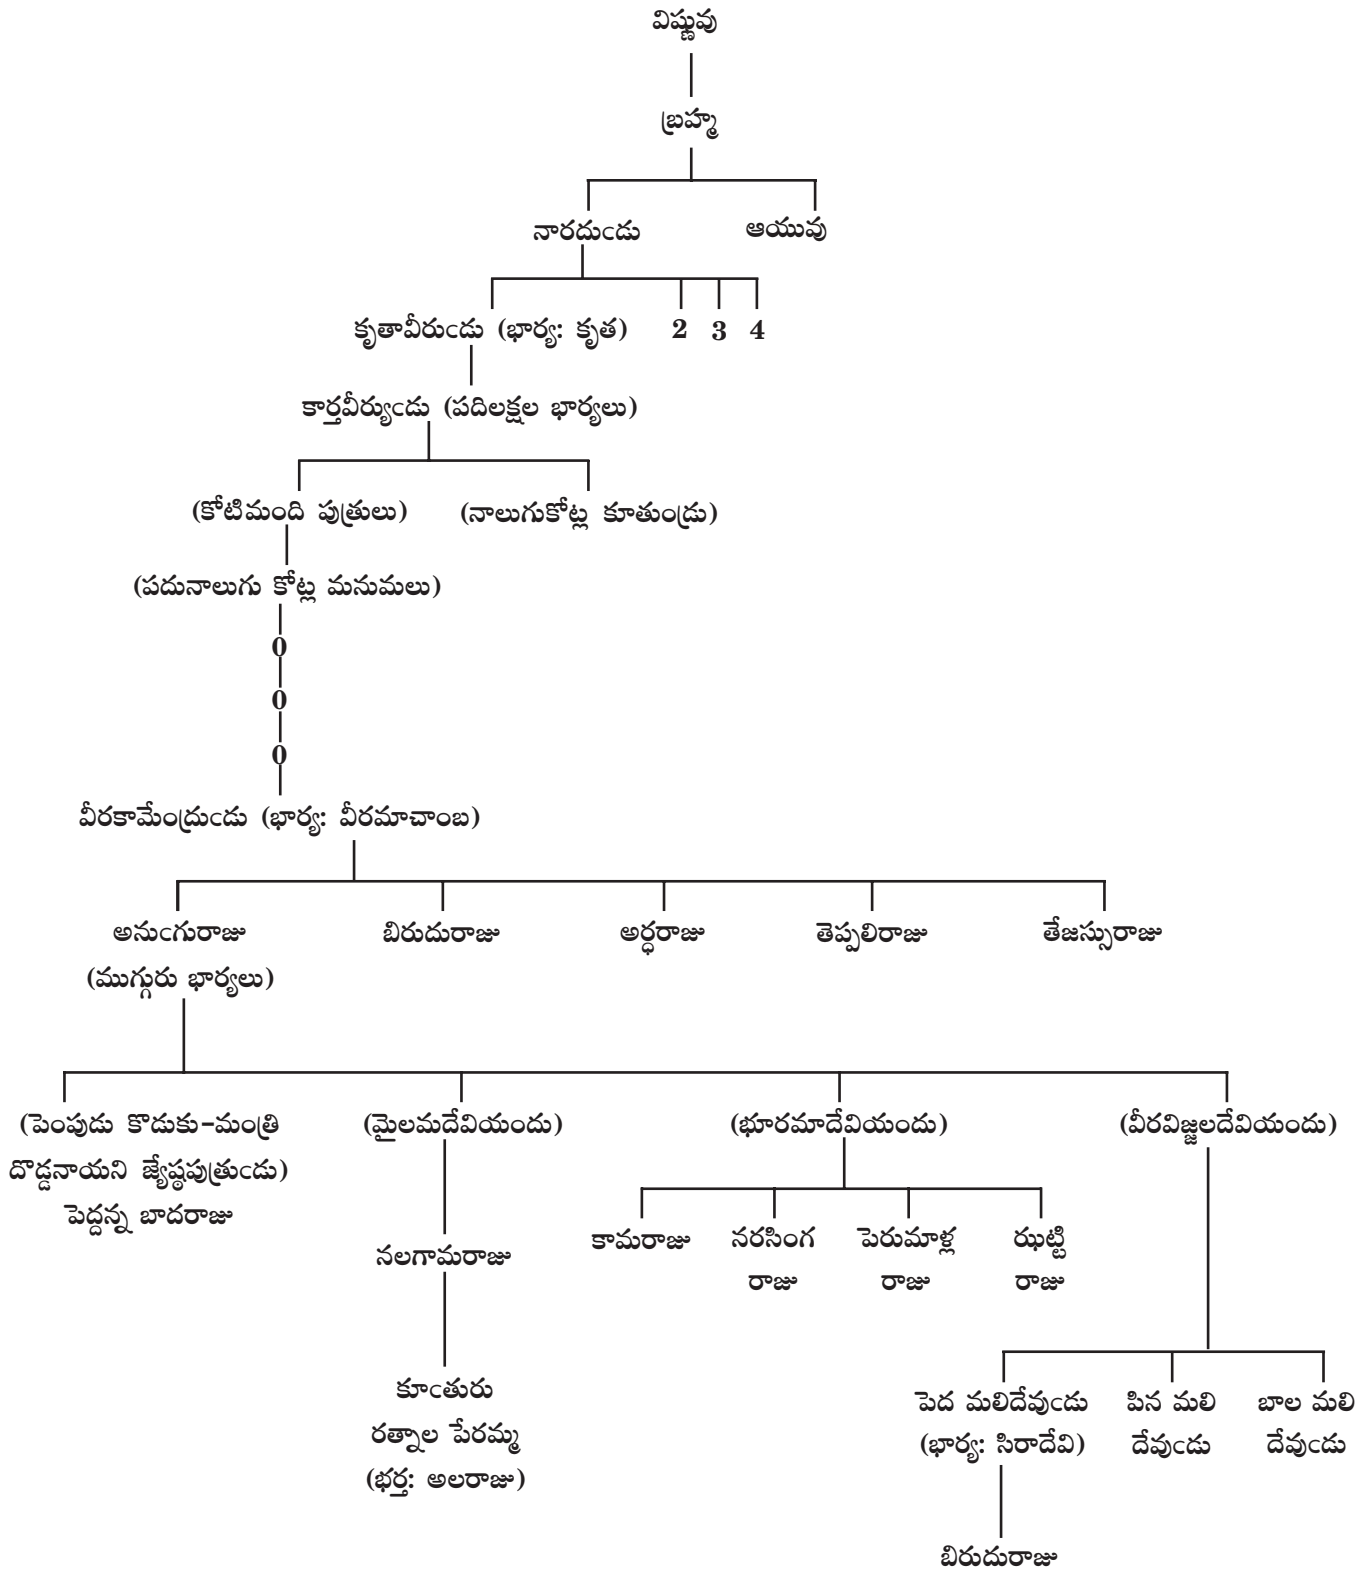 విష్ణువు
బ్రహ్మ
నారదుఁడు ఆయువు
కృతావీరుఁడు (భార్య: కృత) 2 3 4
కార్తవీర్యుఁడు (పదిలక్షల భార్యలు)
(కోటిమంది పుత్రులు) (నాలుగుకోట్ల కూతుండ్రు)
(పదునాలుగు కోట్ల మనుమలు)
0
0
0
వీరకామేంద్రుఁడు (భార్య: వీరమాచాంబ)
అనుఁగురాజు బిరుదురాజు అర్ధరాజు తెప్పలిరాజు తేజస్సురాజు
(ముగ్గురు భార్యలు)
(పెంపుడు కొడుకు-మంత్రి (మైలమదేవియందు) (భూరమాదేవియందు) (వీరవిజ్జలదేవియందు)
దొడ్డనాయని జ్యేష్ఠపుత్రుఁడు)
పెద్దన్న బాదరాజు
నలగామరాజు కామరాజు నరసింగ పెరుమాళ్ల ఝట్టి
రాజు రాజు రాజు
కూఁతురు పెద మలిదేవుఁడు పిన మలి బాల మలి
రత్నాల పేరమ్మ (భార్య: సిరాదేవి) దేవుఁడు దేవుఁడు
(భర్త: అలరాజు)
బిరుదురాజు